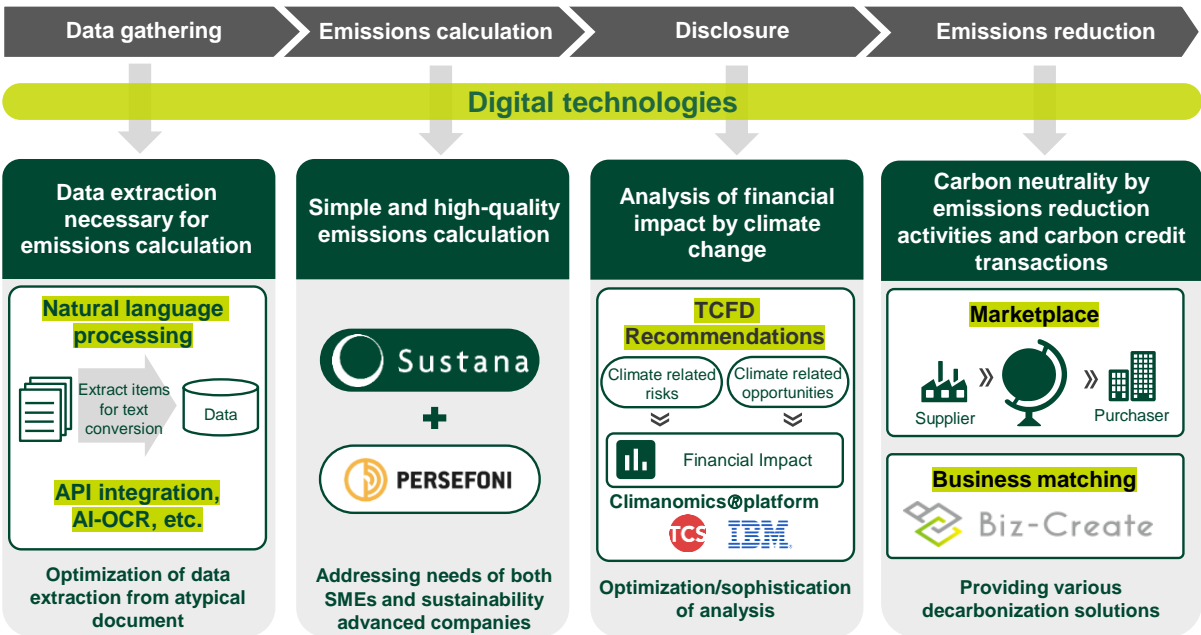 Data gathering
Emissions calculation
Disclosure
Emissions reduction
Digital technologies
Data extraction
necessary for
emissions calculation
Natural language
processing
Extract items
for text
conversion
Data
API integration,
AI-OCR, etc.
Optimization of data
extraction from atypical
document
Simple and high-quality
emissions calculation
Sustana
+
PERSEFONI
Addressing needs of both
SMEs and sustainability
advanced companies
Analysis of financial
impact by climate
change
TCFD
Recommendations
Climate related
risks
Climate related
opportunities
Financial Impact
Climanomics®platform
TCS
IBM®
Optimization/sophistication
of analysis
Carbon neutrality by
emissions reduction
activities and carbon credit
transactions
Marketplace
Supplier
Purchaser
Business matching
Biz-Create
Providing various
decarbonization solutions